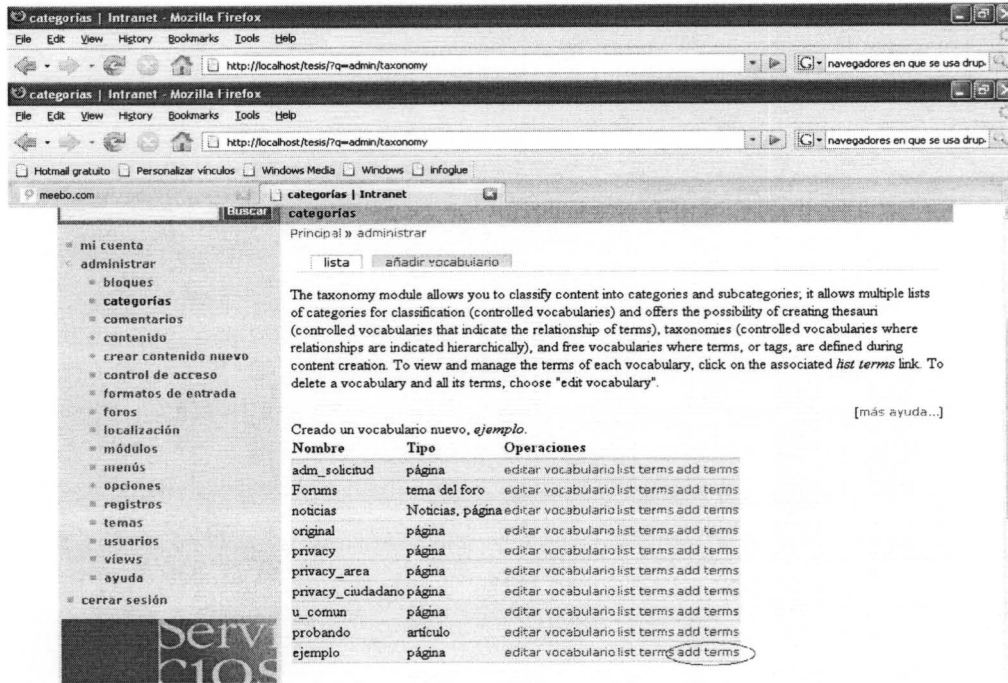 categorías | Intranet - Mozilla Firefox
File Edit View History Bookmarks Tools Help
http://localhost/tesis/?q=admin/taxonomy
G navegadores en que se usa drup
categorías | Intranet - Mozilla Firefox
File Edit View History Bookmarks Tools Help
http://localhost/tesis/?q=admin/taxonomy
G navegadores en que se usa drup
Hotmail gratuito Personalizar vínculos Windows Media Windows infoglue
meebo.com categorías | Intranet
Buscar
categorías
Principal » administrar
lista añadir vocabulario
mi cuenta
administrar
bloques
categorías
comentarios
contenido
crear contenido nuevo
control de acceso
formatos de entrada
foros
localización
módulos
menús
opciones
registros
temas
usuarios
views
ayuda
cerrar sesión
Servi
cios
The taxonomy module allows you to classify content into categories and subcategories; it allows multiple lists
of categories for classification (controlled vocabularies) and offers the possibility of creating thesauri
(controlled vocabularies that indicate the relationship of terms), taxonomies (controlled vocabularies where
relationships are indicated hierarchically), and free vocabularies where terms, or tags, are defined during
content creation. To view and manage the terms of each vocabulary, click on the associated list terms link. To
delete a vocabulary and all its terms, choose "edit vocabulary".
[más ayuda...]
Creado un vocabulario nuevo, ejemplo.
Nombre Tipo Operaciones
adm_solicitud página editar vocabulario list terms add terms
Forums tema del foro editar vocabulario list terms add terms
noticias Noticias, página editar vocabulario list terms add terms
original página editar vocabulario list terms add terms
privacy página editar vocabulario list terms add terms
privacy_area página editar vocabulario list terms add terms
privacy_ciudadano página editar vocabulario list terms add terms
u_comun página editar vocabulario list terms add terms
probando artículo editar vocabulario list terms add terms
ejemplo página editar vocabulario list terms add terms